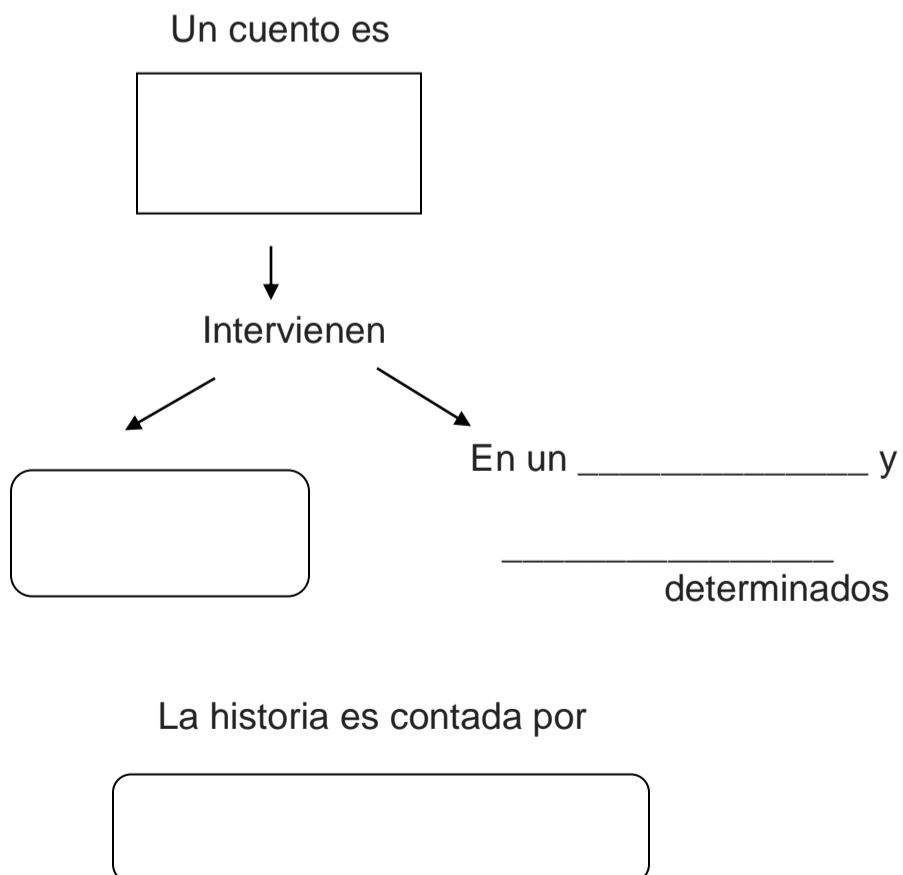 Un cuento es
Intervienen
En un ______________ y
________________
determinados
La historia es contada por